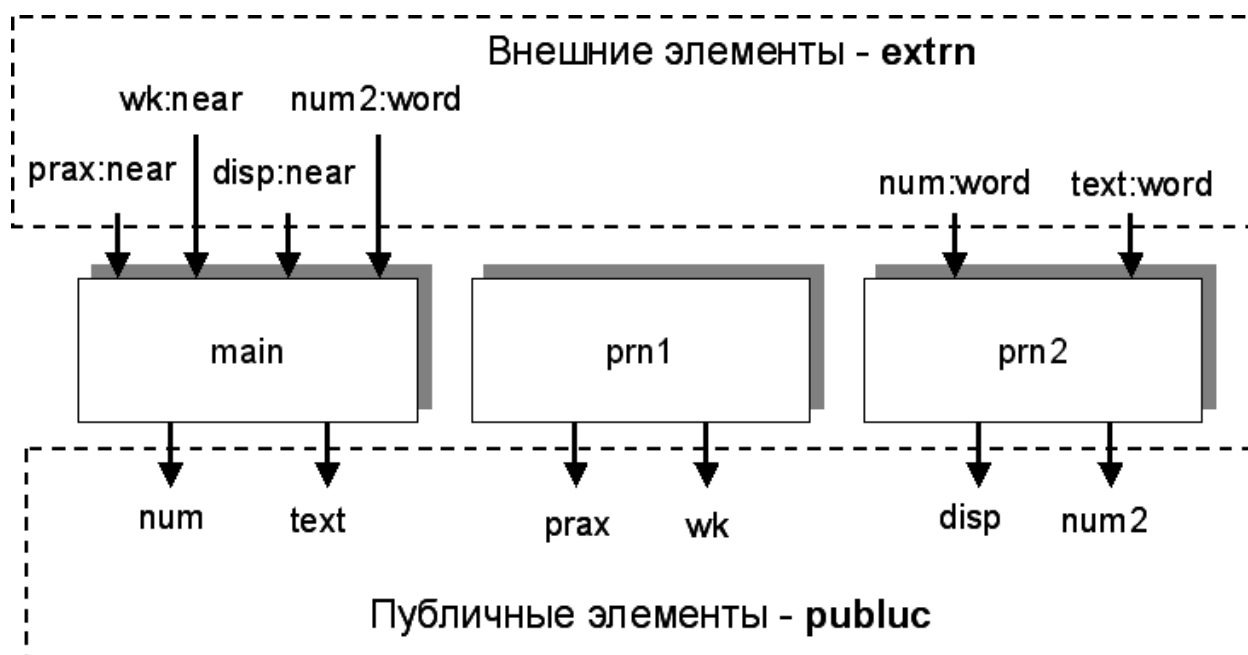 Внешние элементы - extrn
wk:near num2:word
prax:near disp:near num:word text:word
main prn1 prn2
num text prax wk disp num2
Публичные элементы - publuc